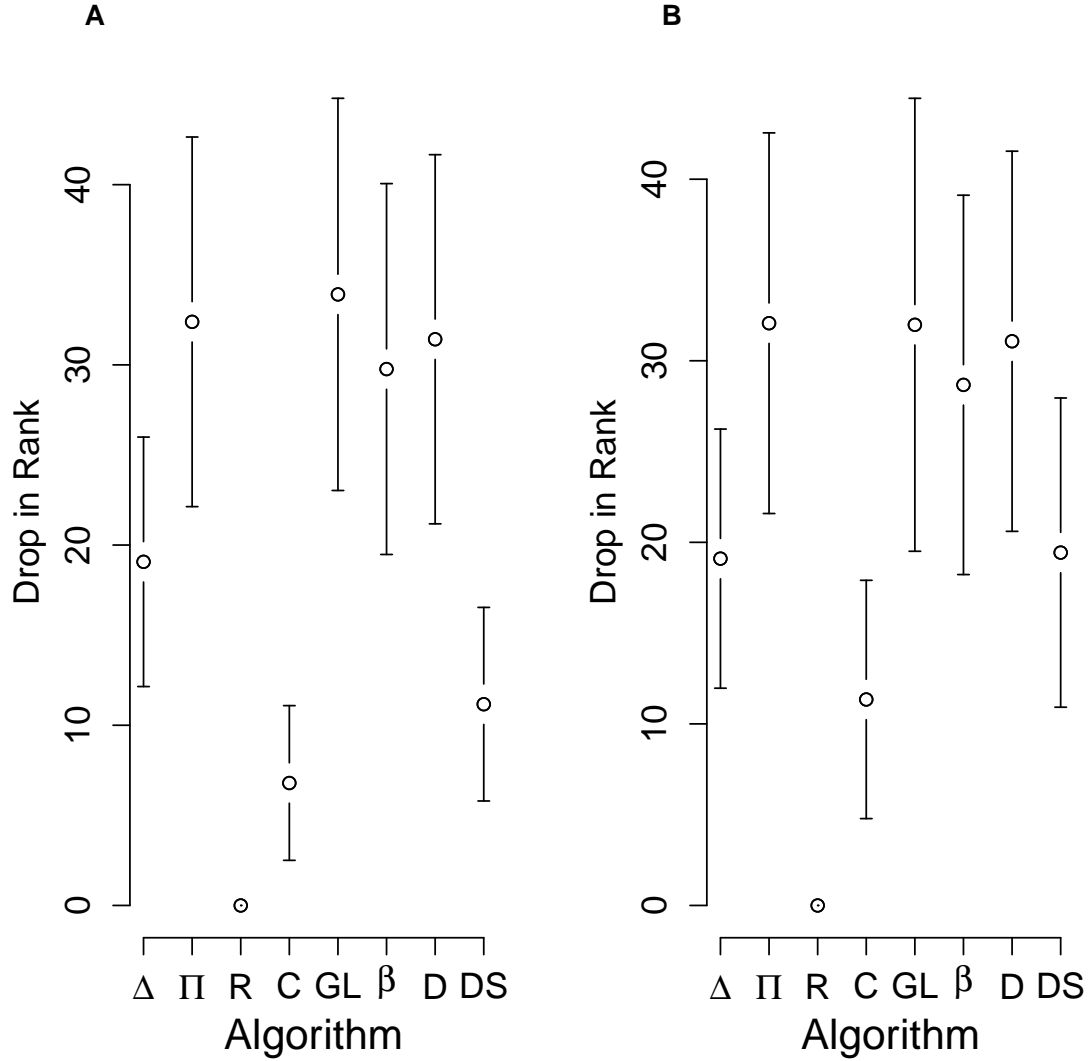 A
Drop in Rank
40
30
20
10
0
Δ Π R C GL β D DS
Algorithm
B
Drop in Rank
40
30
20
10
0
Δ Π R C GL β D DS
Algorithm